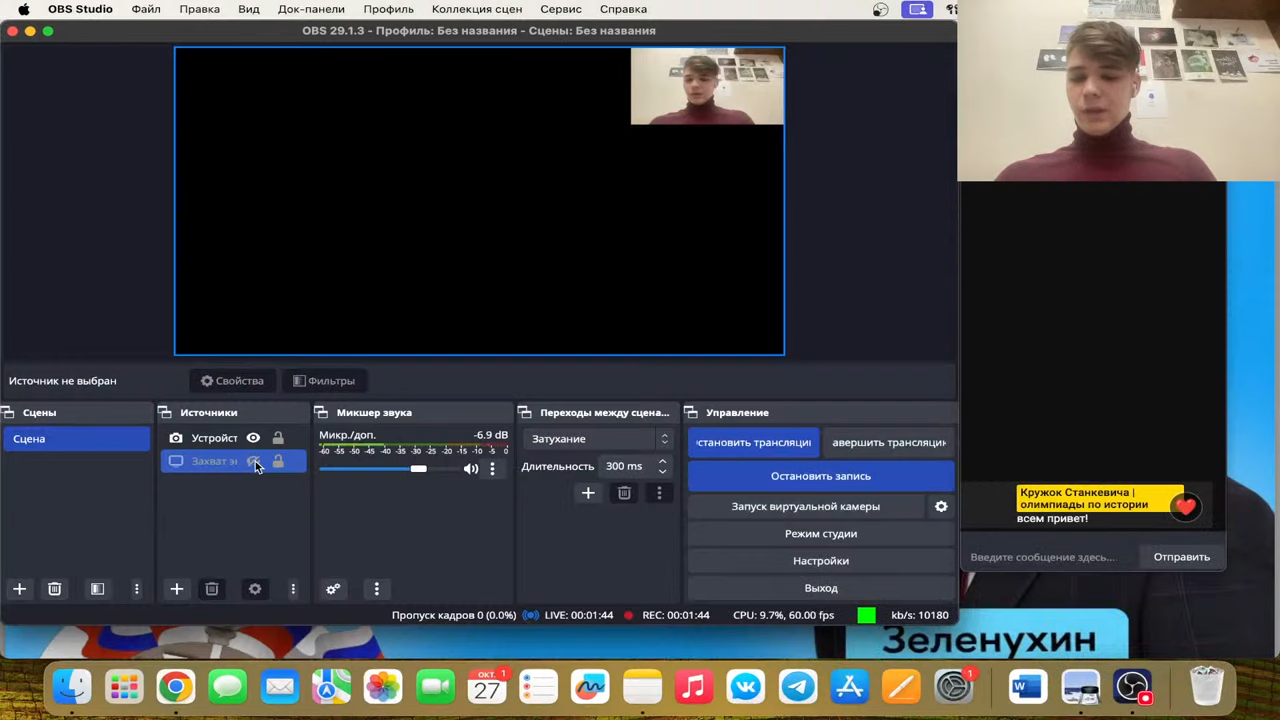 OBS Studio Файл Правка Вид Док-панели Профиль Коллекция сцен Сервис Справка
OBS 29.1.3 - Профиль: Без названия - Сцены: Без названия
Источник не выбран Свойства Фильтры
Сцены Источники Микшер звука Переходы между сцена... Управление
Сцена
Устройст
Захват эк
Микр./доп. -6.9 dB
-60 -55 -50 -45 -40 -35 -30 -25 -20 -15 -10 -5 0
Затухание
Длительность 300 ms
становить трансляци авершить трансляци
Остановить запись
Запуск виртуальной камеры
Режим студии
Настройки
Выход
Пропуск кадров 0 (0.0%) LIVE: 00:01:44 REC: 00:01:44 CPU: 9.7%, 60.00 fps kb/s: 10180
Кружок Станкевича |
олимпиады по истории
всем привет!
Введите сообщение здесь... Отправить
Зеленухин
ОКТ. 1
27
1
W